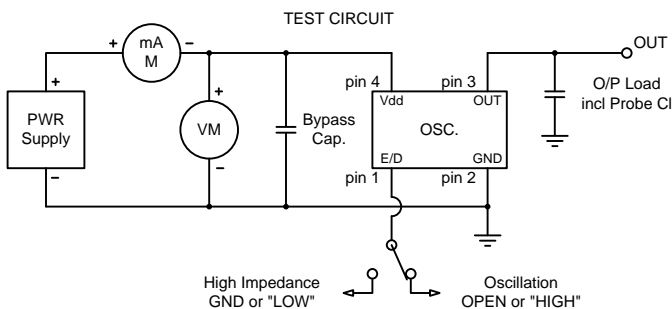 TEST CIRCUIT
+ mA M -
OUT
pin 4
pin 3
+
+
Vdd
OUT
O/P Load
incl Probe Cl
PWR
Supply
VM
Bypass
Cap.
OSC.
-
-
E/D
GND
pin 1
pin 2
High Impedance
GND or "LOW"
Oscillation
OPEN or "HIGH"